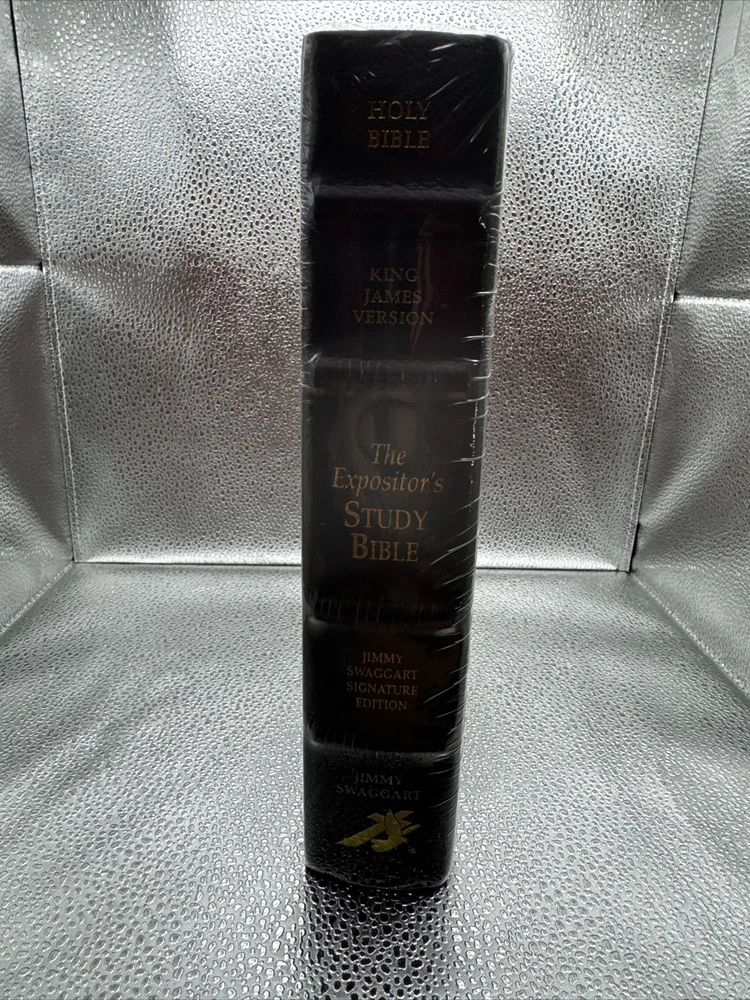 HOLY
BIBLE
KING
JAMES
VERSION
The
Expositor's
STUDY
BIBLE
JIMMY
SWAGGART
SIGNATURE
EDITION
JIMMY
SWAGGART